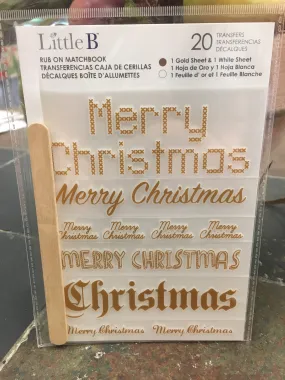 Little B
RUB ON MATCHBOOK
TRANSFERENCIAS CAJA DE CERILLAS
DÉCALQUES BOÎTE D'ALLUMETTES
20 TRANSFERS
TRANSFERENCIAS
DÉCALQUES
1 Gold Sheet & 1 White Sheet
1 Hoja de Oro y 1 Hoja Blanca
1 Feuille d' or et 1 Feuille Blanche
Merry
Christmas
Merry Christmas
Merry Christmas Merry Christmas Merry Christmas Merry Christmas
MERRY CHRISTMAS
Christmas
Merry Christmas Merry Christmas